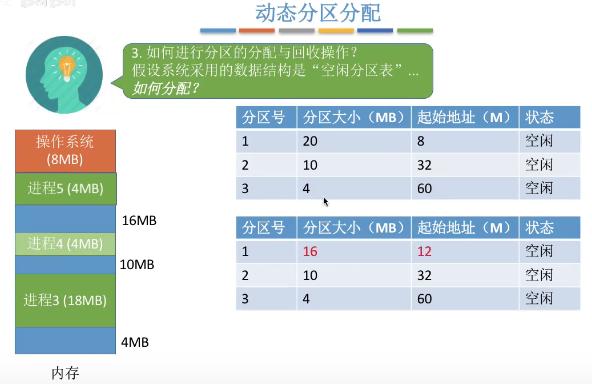 动态分区分配
3. 如何进行分区的分配与回收操作?
假设系统采用的数据结构是“空闲分区表”...
如何分配?
分区号 分区大小（MB） 起始地址（M） 状态
1 20 8 空闲
2 10 32 空闲
3 4 60 空闲
分区号 分区大小（MB） 起始地址（M） 状态
1 16 12 空闲
2 10 32 空闲
3 4 60 空闲
操作系统
(8MB)
进程5 (4MB)
16MB
进程4 (4MB)
10MB
进程3 (18MB)
4MB
内存